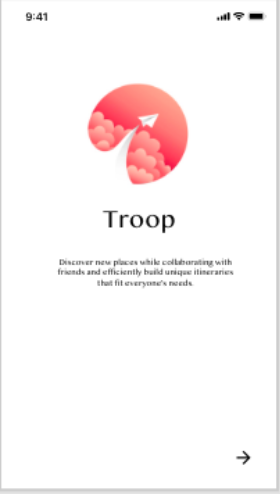 9:41
Troop
Discover new places while collaborating with
friends and efficiently build unique itineraries
that fit everyone's needs.